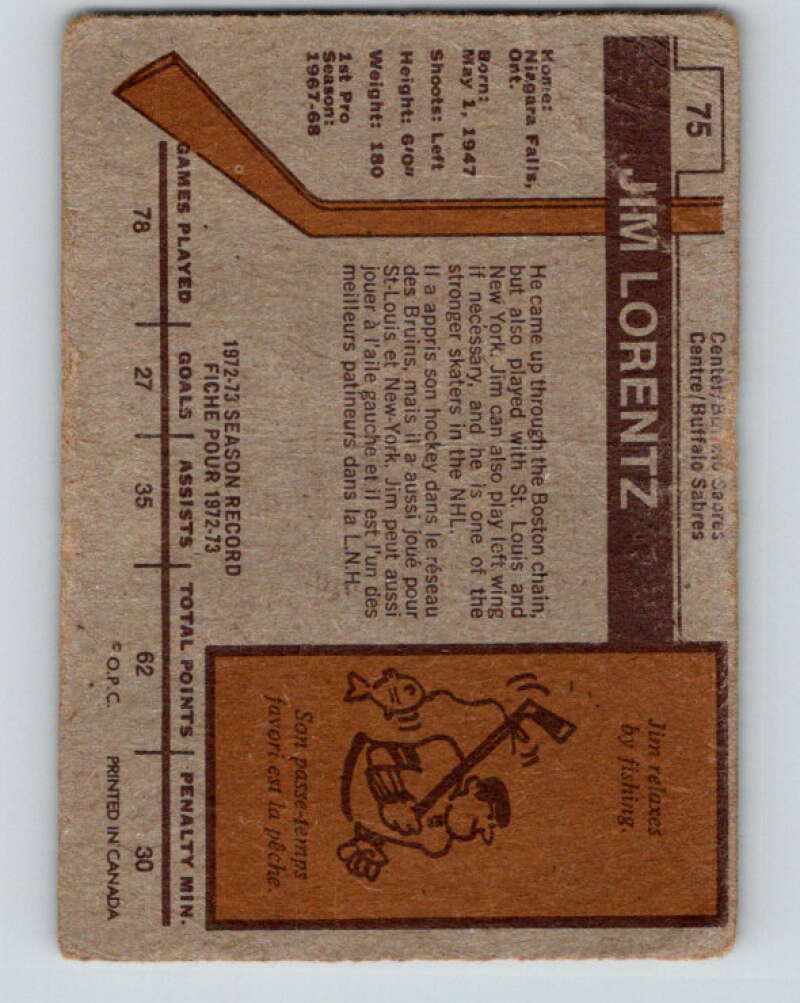 75
JIM LORENTZ
Center/Buffalo Sabres
Centre/Buffalo Sabres
Home:
Niagara Falls,
Ont.
Born:
May 1, 1947
Shoots: Left
Height: 6'0"
Weight: 180
1st Pro
Season:
1967-68
He came up through the Boston chain,
but also played with St. Louis and
New York. Jim can also play left wing
if necessary, and he is one of the
stronger skaters in the NHL.
Il a appris son hockey dans le réseau
des Bruins, mais il a aussi joué pour
St-Louis et New-York. Jim peut aussi
jouer à l'aile gauche et il est l'un des
meilleurs patineurs dans la L.N.H.
Jim relaxes
by fishing.
Son passe-temps
favori est la pêche.
1972-73 SEASON RECORD
FICHE POUR 1972-73
GAMES PLAYED GOALS ASSISTS TOTAL POINTS PENALTY MIN.
78 27 35 62 30
© O.P.C. PRINTED IN CANADA